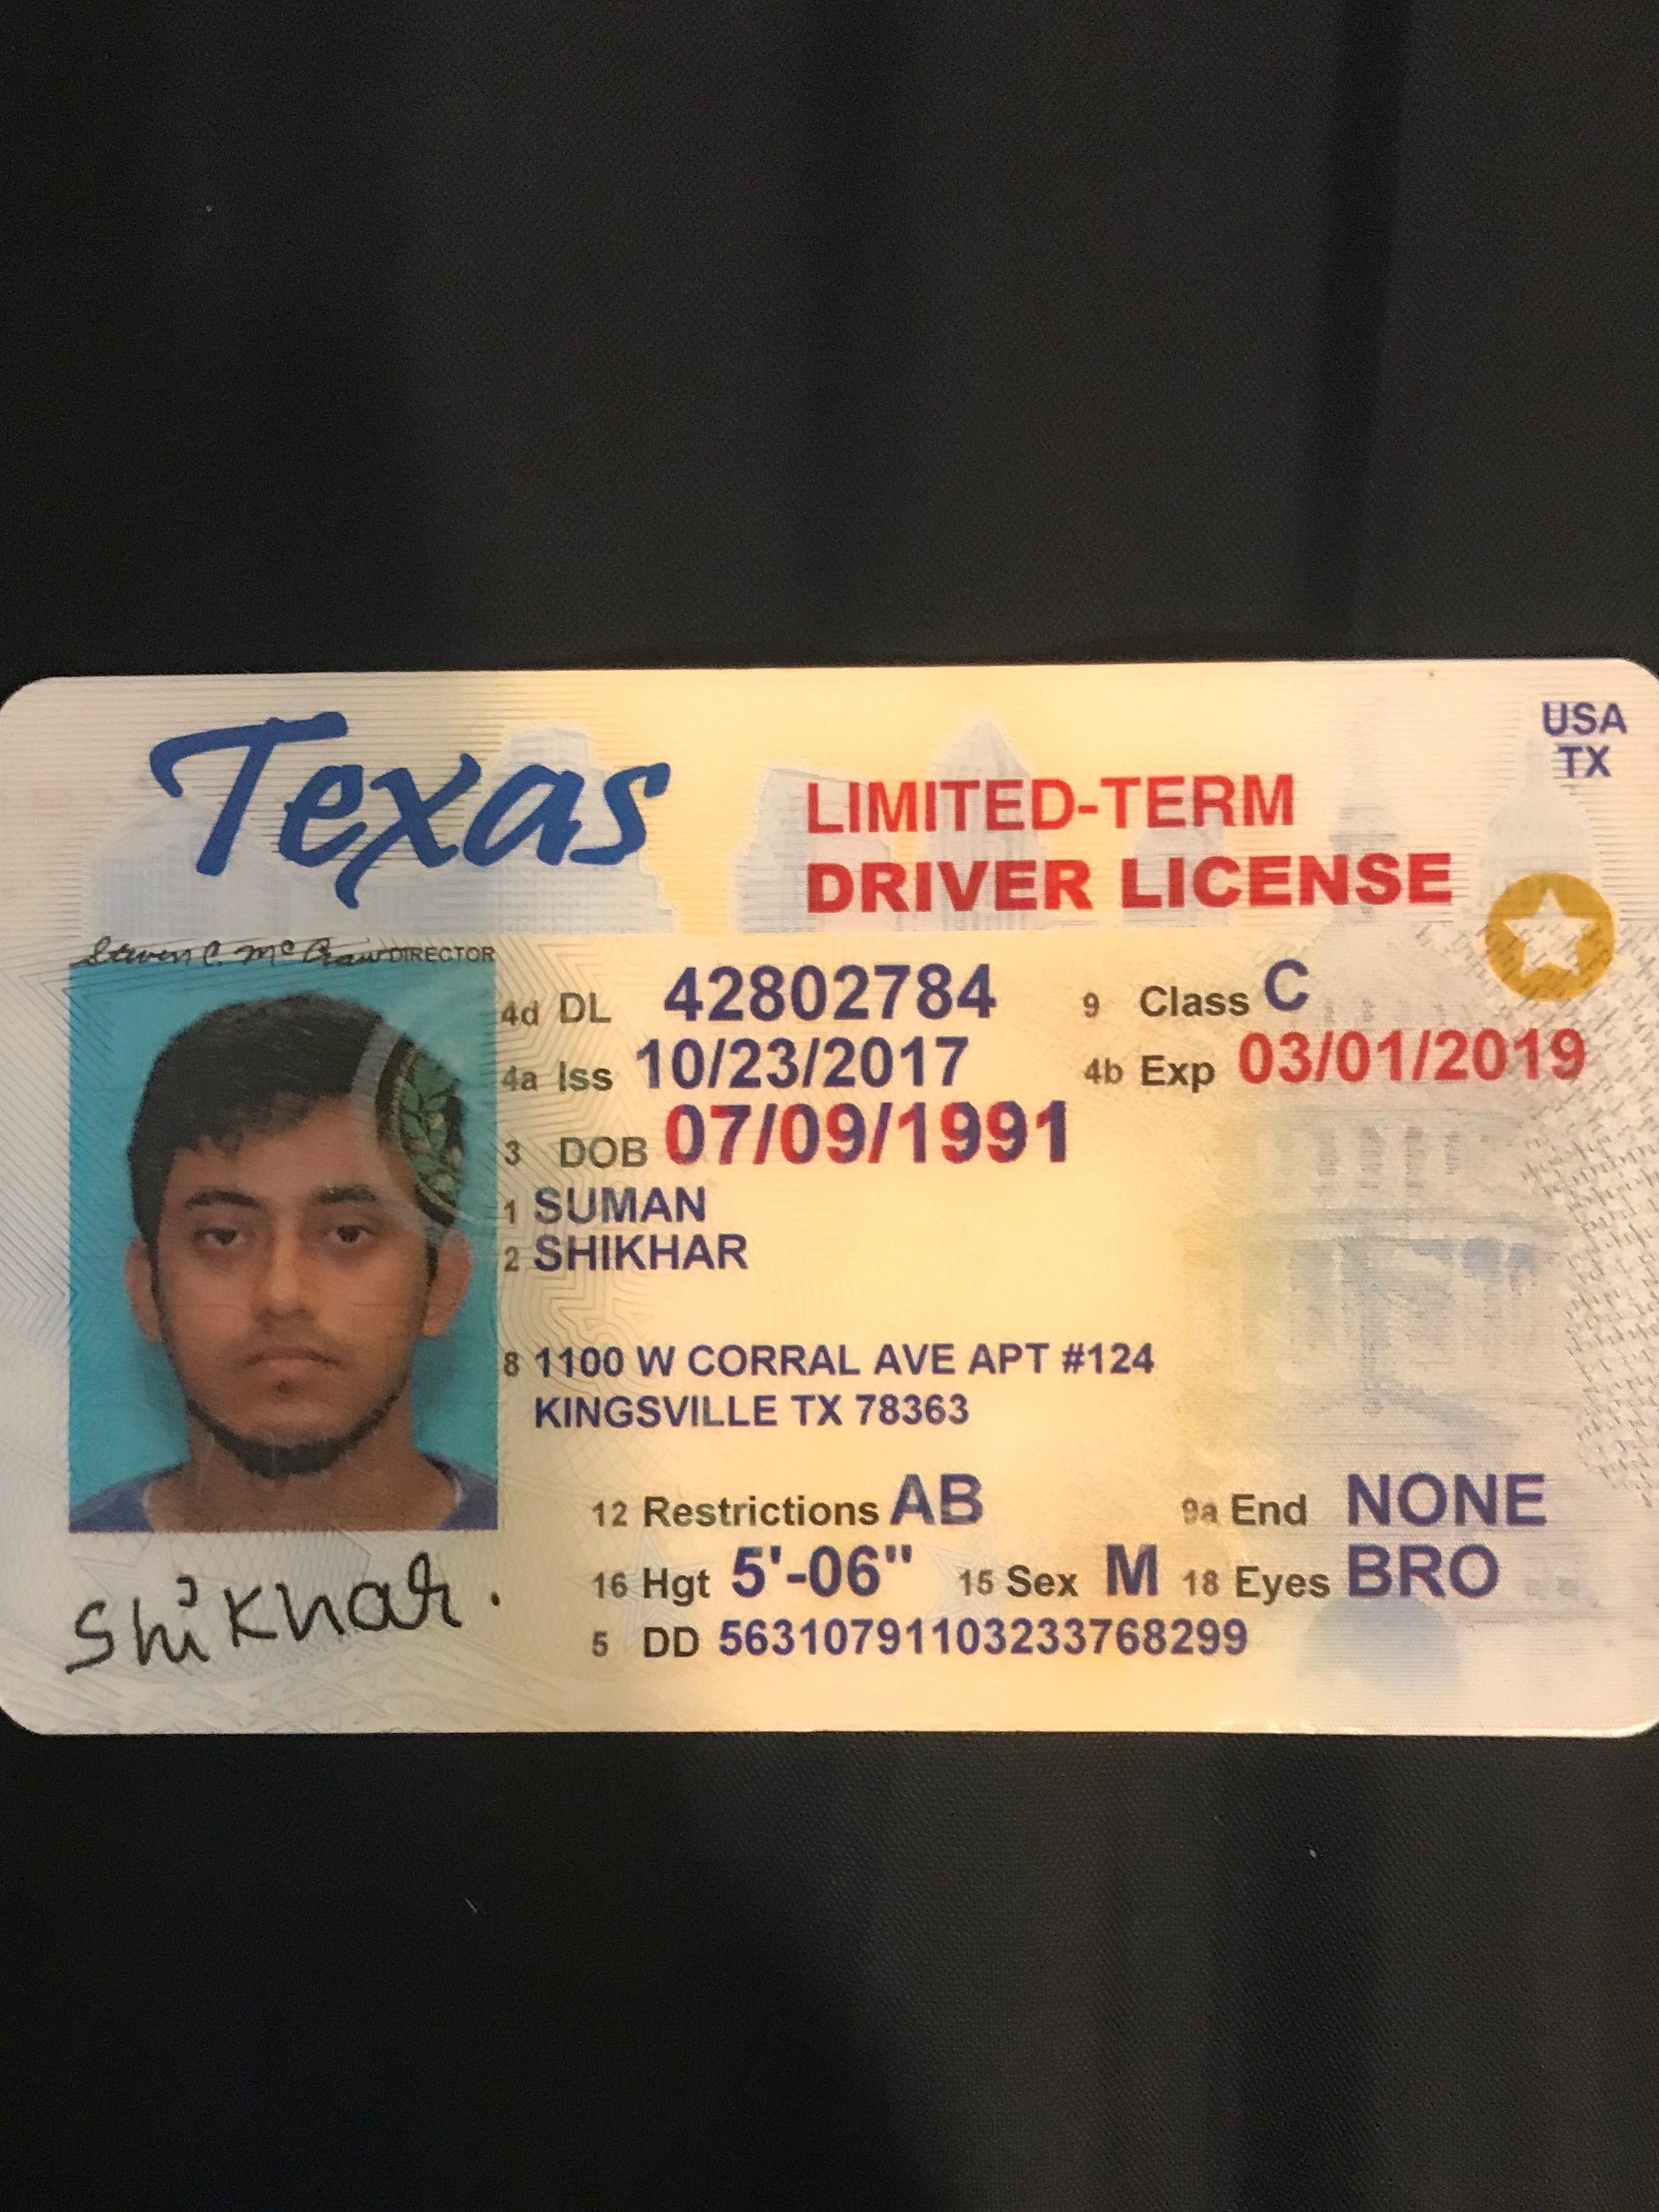 Texas
LIMITED-TERM
DRIVER LICENSE
USA
TX
Steven C. McCraw DIRECTOR
4d DL 42802784 9 Class C
4a Iss 10/23/2017 4b Exp 03/01/2019
3 DOB 07/09/1991
1 SUMAN
2 SHIKHAR
8 1100 W CORRAL AVE APT #124
KINGSVILLE TX 78363
12 Restrictions AB 9a End NONE
16 Hgt 5'-06" 15 Sex M 18 Eyes BRO
5 DD 56310791103233768299
Shikhar.